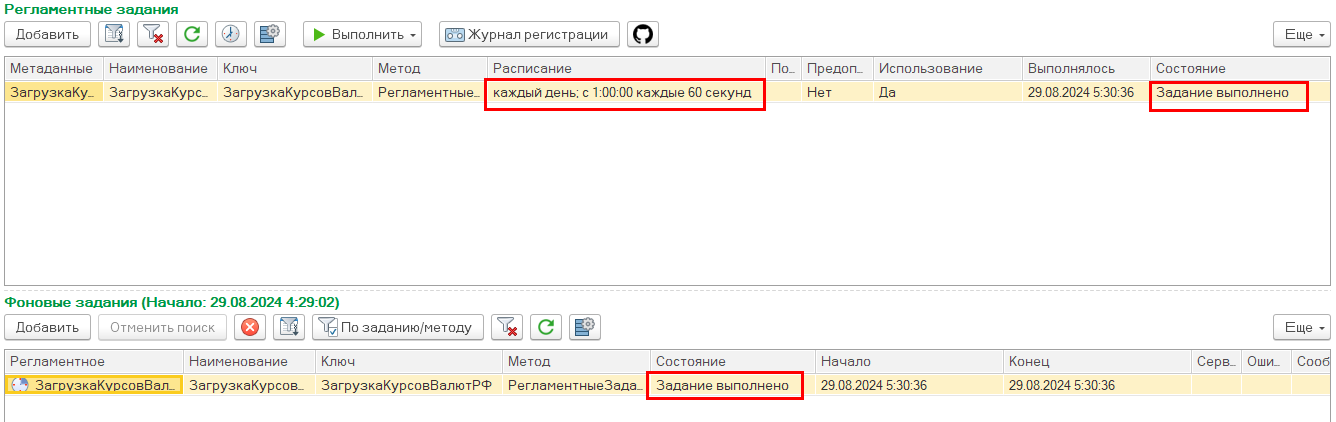 Регламентные задания
Добавить Выполнить Журнал регистрации Еще
Метаданные Наименование Ключ Метод Расписание По... Предоп... Использование Выполнялось Состояние
ЗагрузкаКу... ЗагрузкаКурс... ЗагрузкаКурсовВал... Регламентные... каждый день; с 1:00:00 каждые 60 секунд Нет Да 29.08.2024 5:30:36 Задание выполнено
Фоновые задания (Начало: 29.08.2024 4:29:02)
Добавить Отменить поиск По заданию/методу Еще
Регламентное Наименование Ключ Метод Состояние Начало Конец Серв... Оши... Сооб
ЗагрузкаКурсовВал... ЗагрузкаКурсов... ЗагрузкаКурсовВалютРФ РегламентныеЗада... Задание выполнено 29.08.2024 5:30:36 29.08.2024 5:30:36